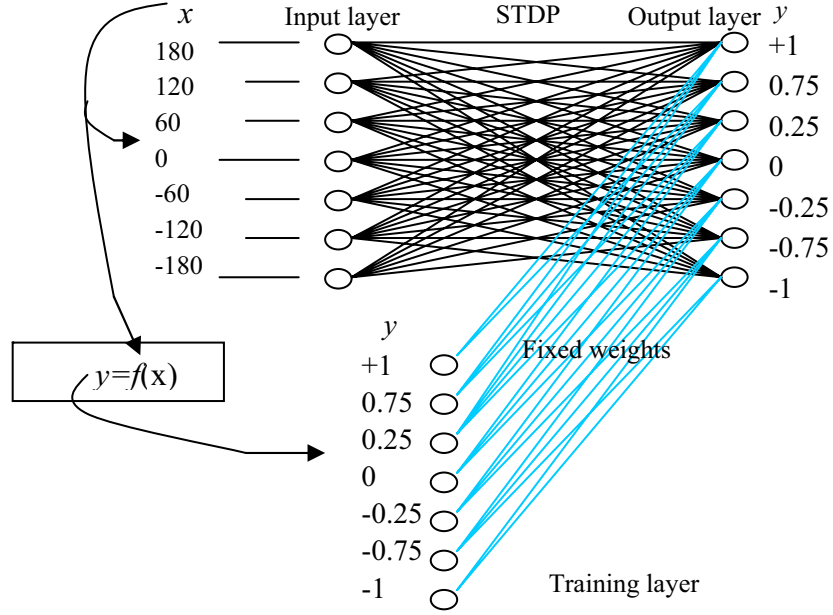 x
Input layer
STDP
Output layer
y
180
120
60
0
-60
-120
-180
+1
0.75
0.25
0
-0.25
-0.75
-1
y=f(x)
y
+1
0.75
0.25
0
-0.25
-0.75
-1
Fixed weights
Training layer